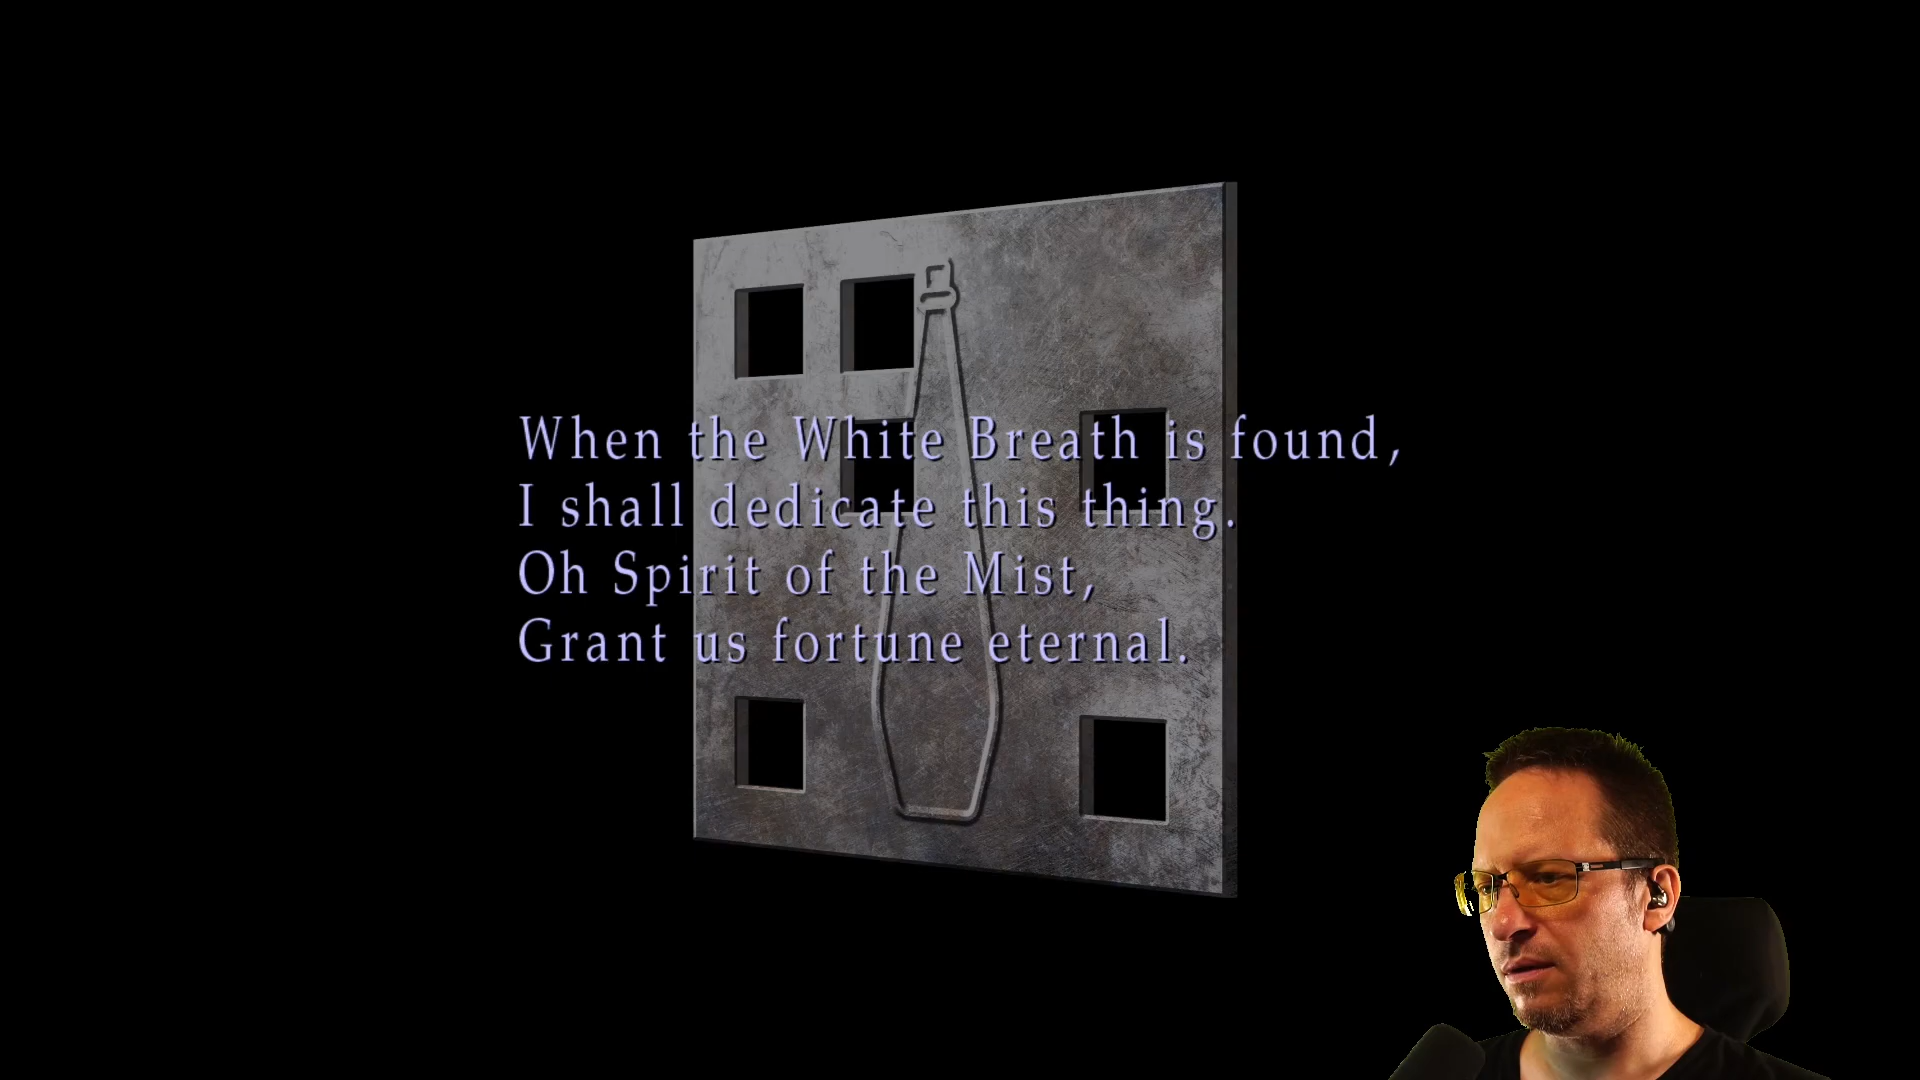 When the White Breath is found,
I shall dedicate this thing.
Oh Spirit of the Mist,
Grant us fortune eternal.